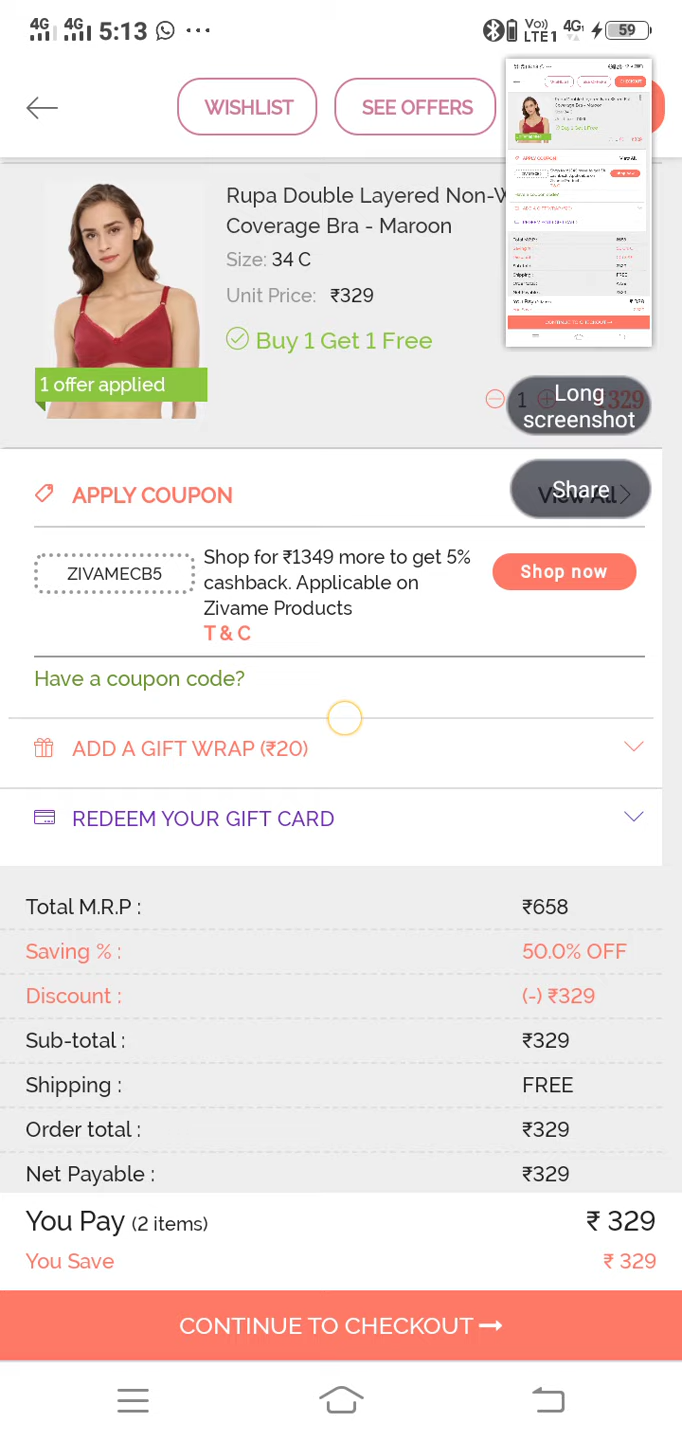 4G 4G 5:13 Vo) LTE1 4G 59
WISHLIST SEE OFFERS
Rupa Double Layered Non-W
Coverage Bra - Maroon
Size: 34 C
Unit Price: ₹329
Buy 1 Get 1 Free
1 offer applied
1 ₹329
Long
screenshot
APPLY COUPON View All
Share
ZIVAMECB5
Shop for ₹1349 more to get 5%
cashback. Applicable on
Zivame Products
T & C
Shop now
Have a coupon code?
ADD A GIFT WRAP (₹20)
REDEEM YOUR GIFT CARD
Total M.R.P : ₹658
Saving % : 50.0% OFF
Discount : (-) ₹329
Sub-total : ₹329
Shipping : FREE
Order total : ₹329
Net Payable : ₹329
You Pay (2 items) ₹ 329
You Save ₹ 329
CONTINUE TO CHECKOUT